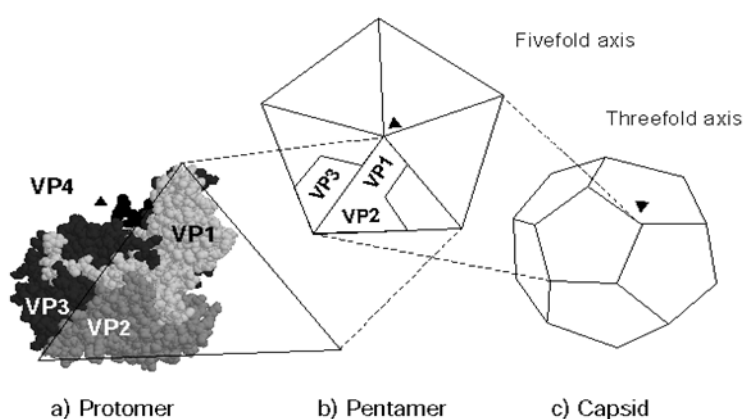 Fivefold axis
Threefold axis
VP4
VP1
VP3
VP2
VP3
VP1
VP2
a) Protomer
b) Pentamer
c) Capsid